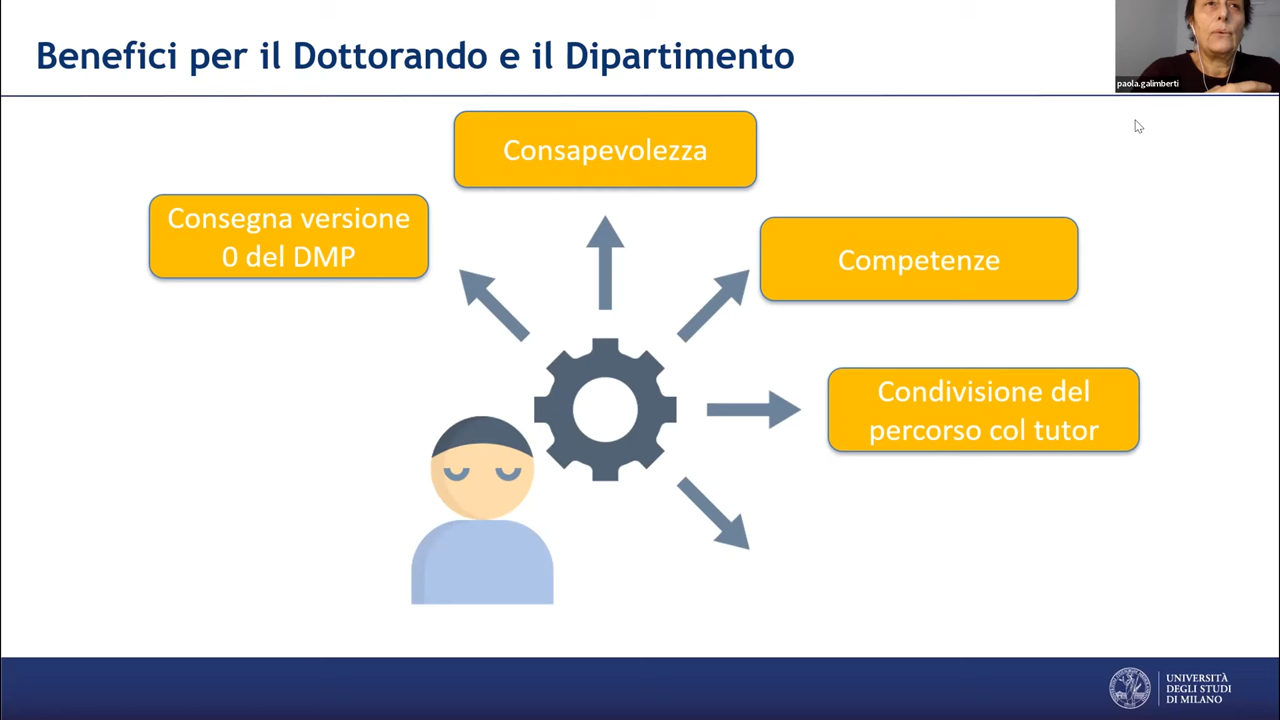 Benefici per il Dottorando e il Dipartimento
paola.galimberti
Consapevolezza
Consegna versione
0 del DMP
Competenze
Condivisione del
percorso col tutor
UNIVERSITÀ
DEGLI STUDI
DI MILANO